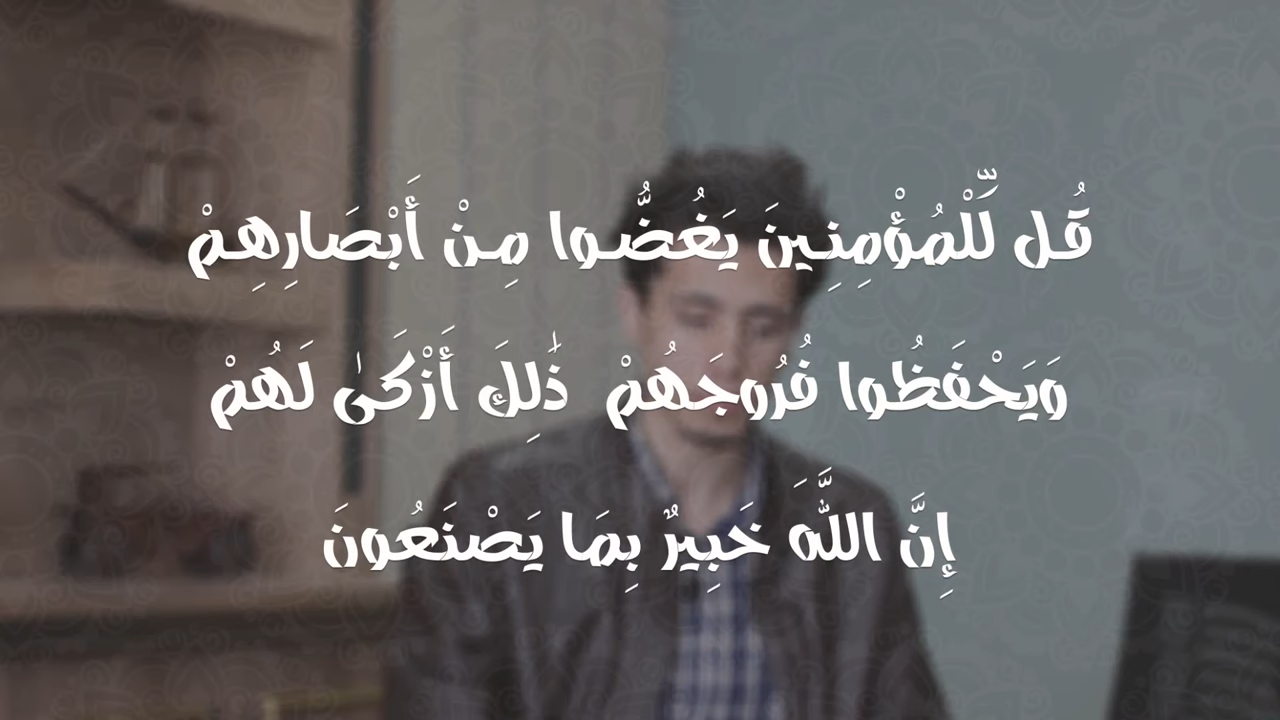 قُل لِّلْمُؤْمِنِينَ يَغُضُّوا مِنْ أَبْصَارِهِمْ
وَيَحْفَظُوا فُرُوجَهُمْ ذَٰلِكَ أَزْكَىٰ لَهُمْ
إِنَّ اللَّهَ خَبِيرٌ بِمَا يَصْنَعُونَ